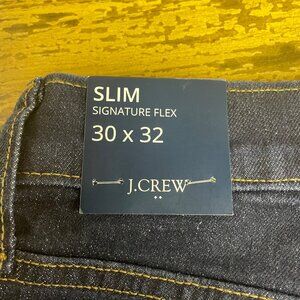 SLIM
SIGNATURE FLEX
30 x 32
J.CREW